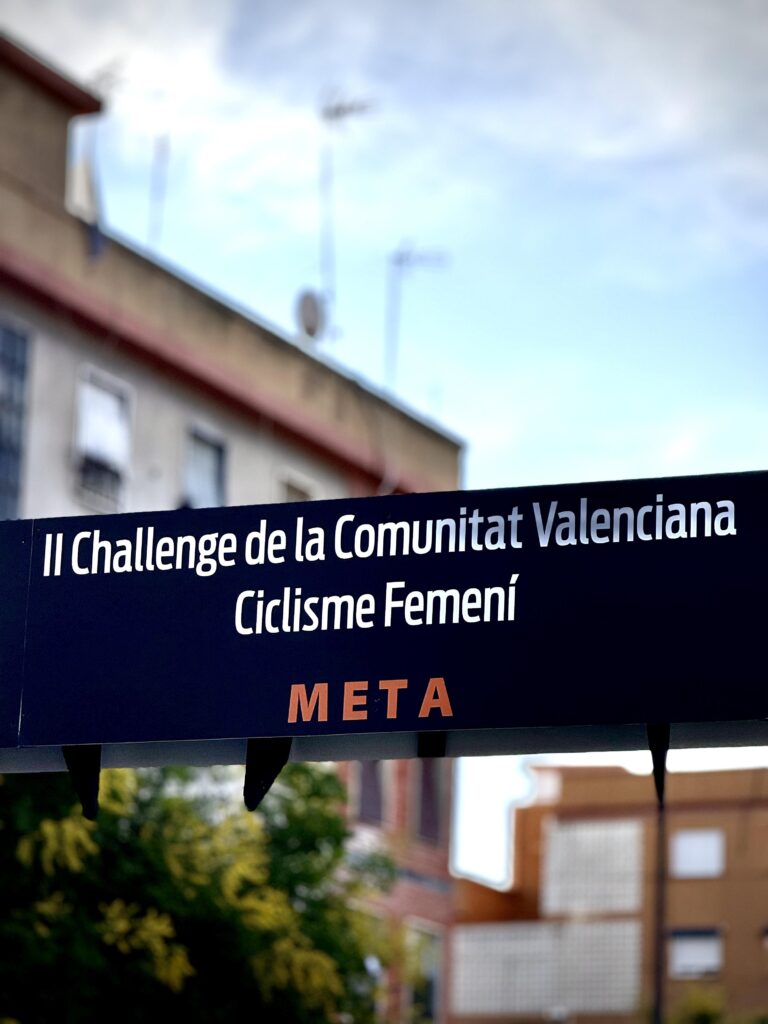 II Challenge de la Comunitat Valenciana
Ciclisme Femení
META